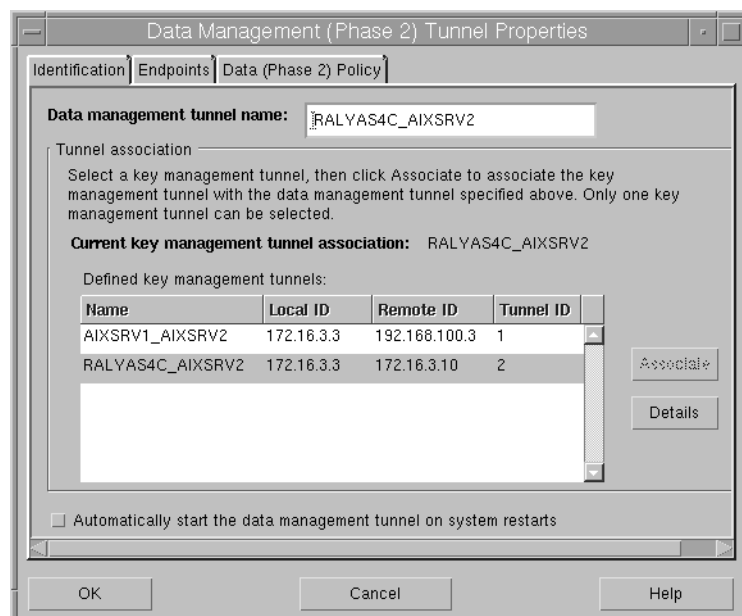 Data Management (Phase 2) Tunnel Properties
Identification Endpoints Data (Phase 2) Policy
Data management tunnel name: RALYAS4C_AIXSRV2
Tunnel association
Select a key management tunnel, then click Associate to associate the key
management tunnel with the data management tunnel specified above. Only one key
management tunnel can be selected.
Current key management tunnel association: RALYAS4C_AIXSRV2
Defined key management tunnels:
Name Local ID Remote ID Tunnel ID
AIXSRV1_AIXSRV2 172.16.3.3 192.168.100.3 1
RALYAS4C_AIXSRV2 172.16.3.3 172.16.3.10 2
Associate
Details
Automatically start the data management tunnel on system restarts
OK Cancel Help